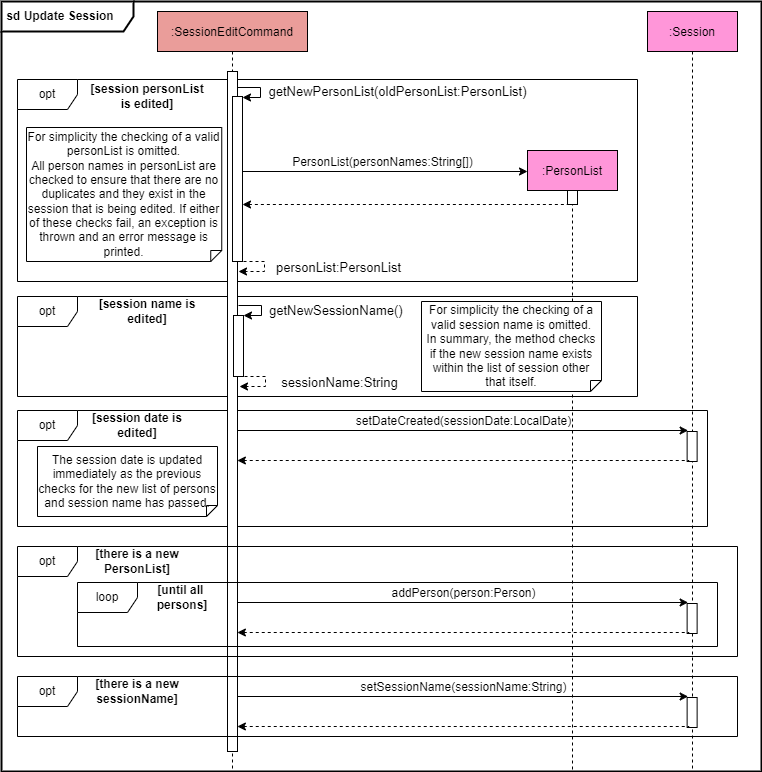 sd Update Session
:SessionEditCommand
:Session
opt
[session personList
is edited]
getNewPersonList(oldPersonList:PersonList)
For simplicity the checking of a valid
personList is omitted.
All person names in personList are
checked to ensure that there are no
duplicates and they exist in the
session that is being edited. If either
of these checks fail, an exception is
thrown and an error message is
printed.
PersonList(personNames:String[])
:PersonList
personList:PersonList
opt
[session name is
edited]
getNewSessionName()
For simplicity the checking of a
valid session name is omitted.
In summary, the method checks
if the new session name exists
within the list of session other
that itself.
sessionName:String
opt
[session date is
edited]
setDateCreated(sessionDate:LocalDate)
The session date is updated
immediately as the previous
checks for the new list of persons
and session name has passed.
opt
[there is a new
PersonList]
loop
[until all
persons]
addPerson(person:Person)
opt
[there is a new
sessionName]
setSessionName(sessionName:String)